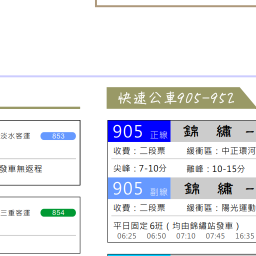 淡水客運 853
發車無返程
三重客運 854
快速公車905-952
905 正線 錦 繡 -
收費：二段票 緩衝區：中正環河
尖峰：7-10分 離峰：10-15分
905 副線 錦 繡 -
收費：二段票 緩衝區：陽光運動
平日固定6班（均由錦繡站發車）
06:25 06:50 07:10 07:45 16:35